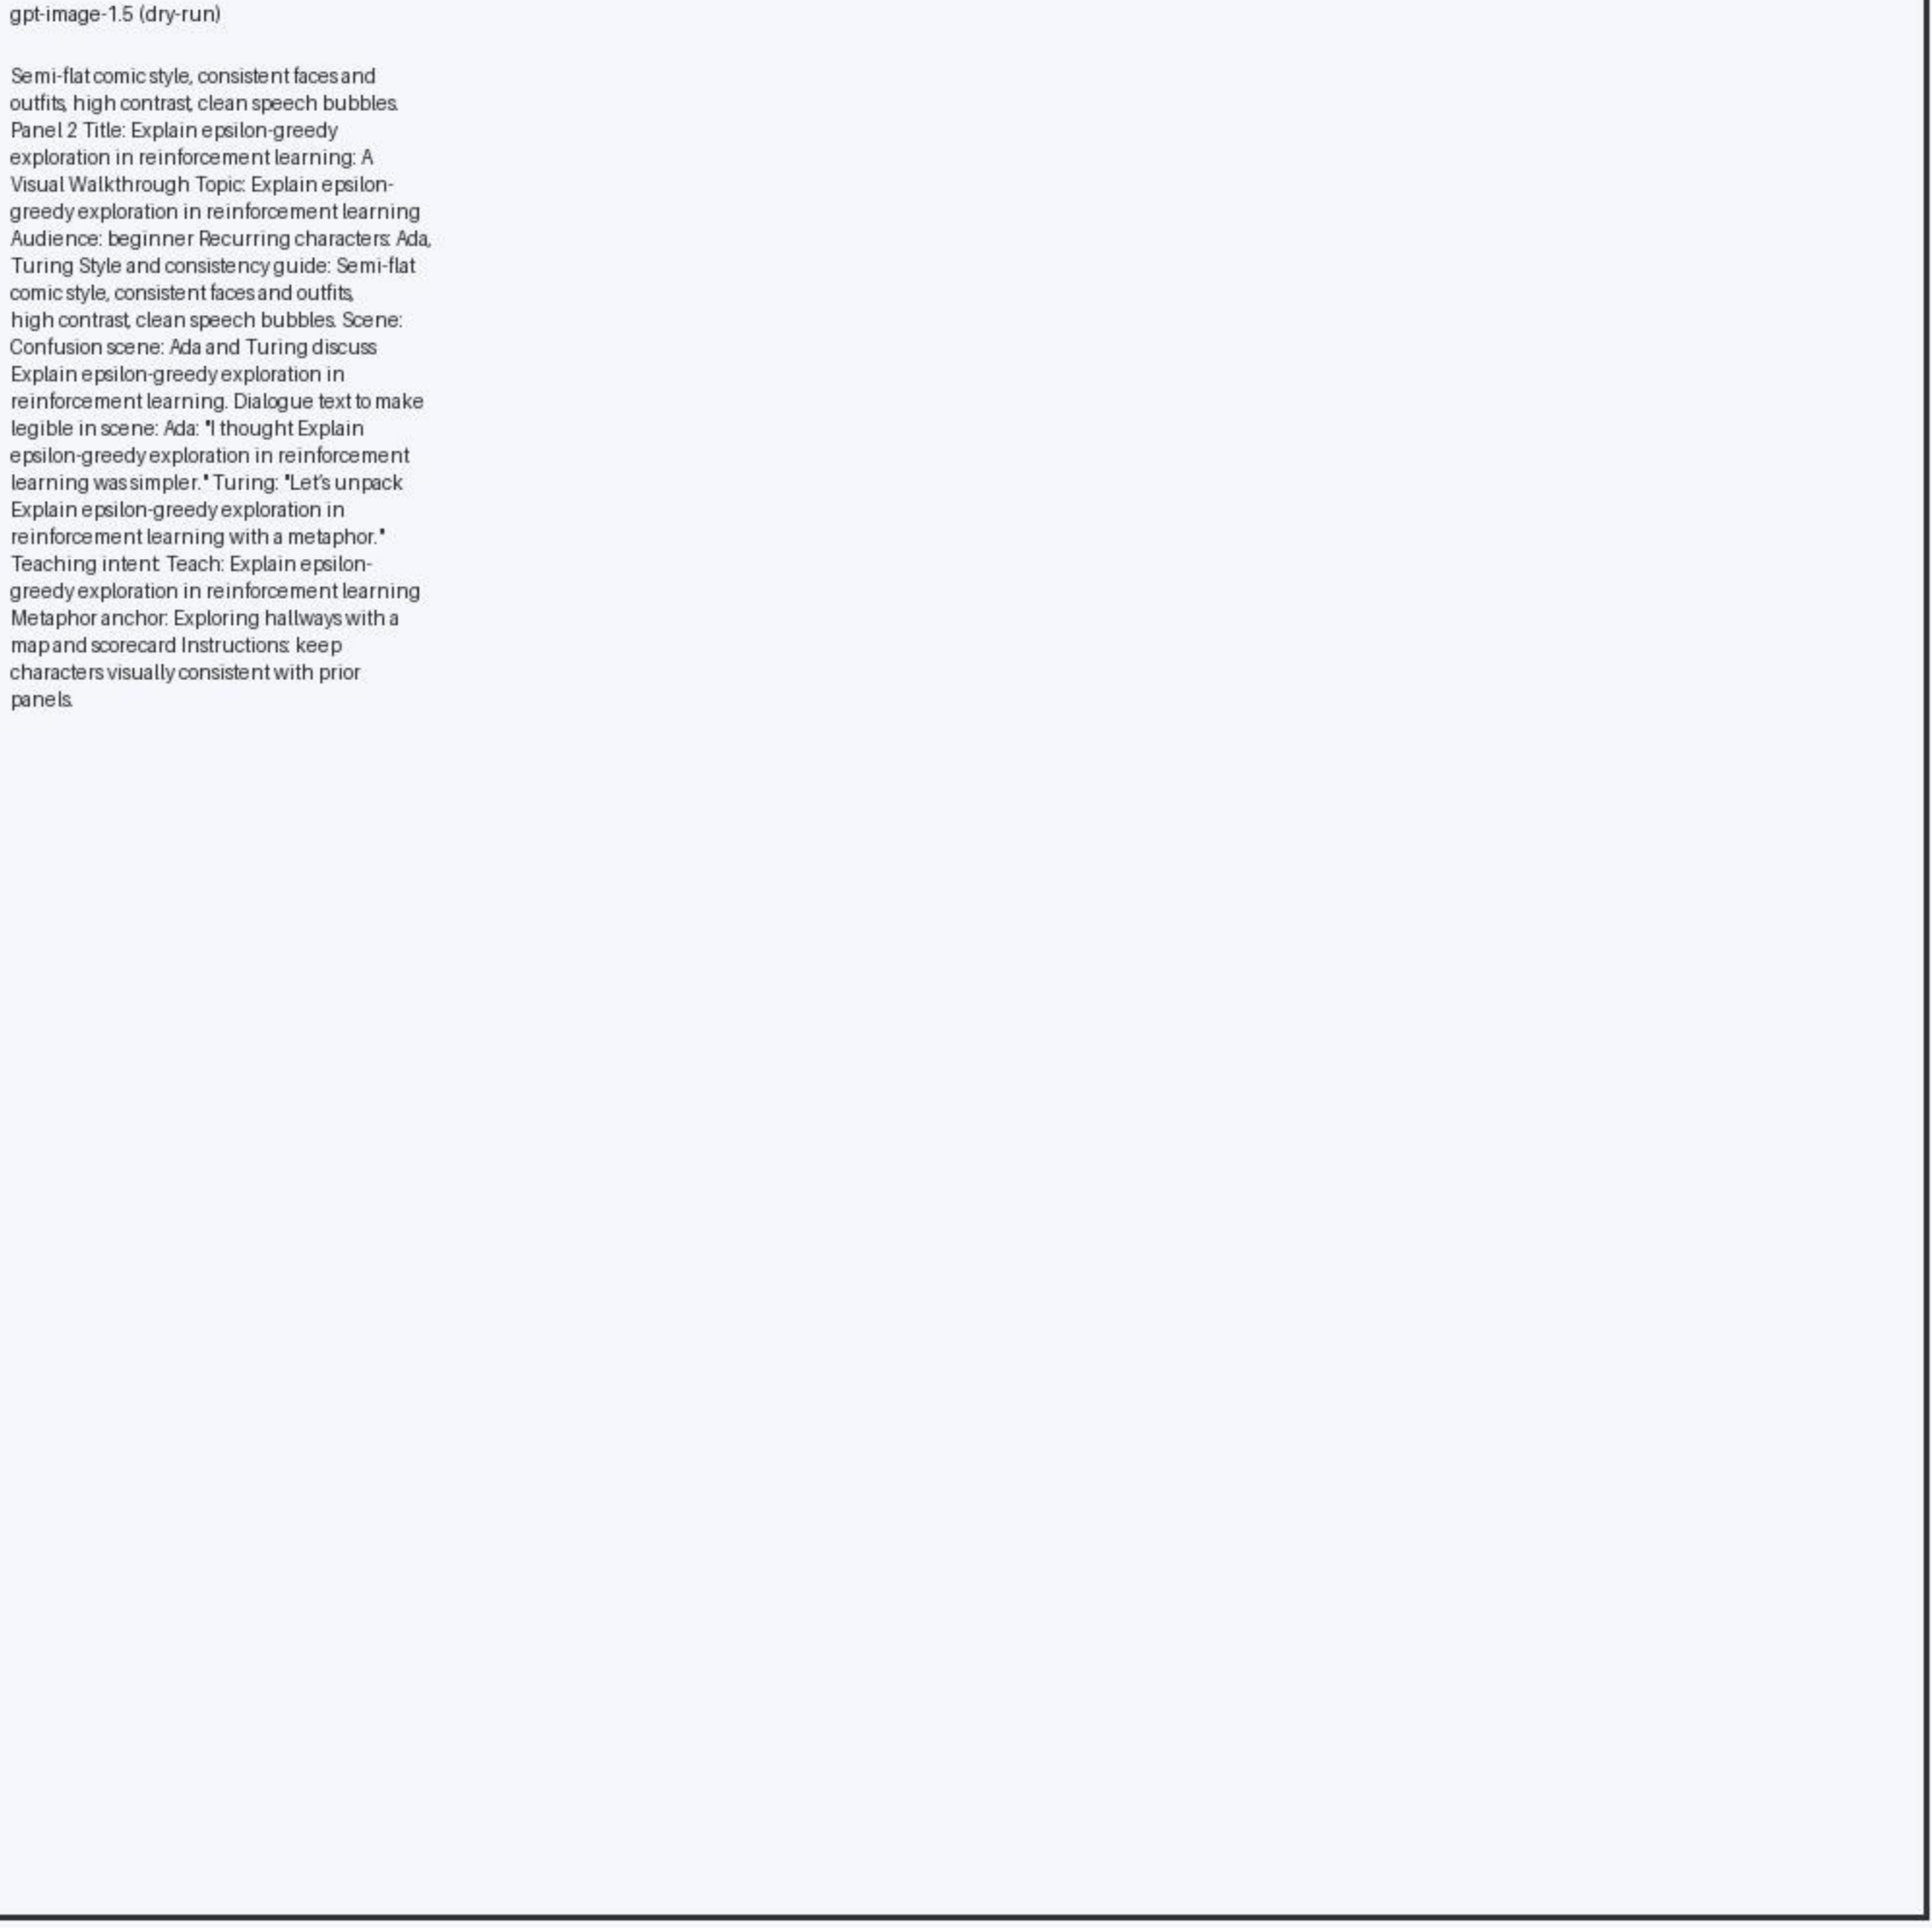 gpt-image-1.5 (dry-run)
Semi-flat comic style, consistent faces and
outfits, high contrast, clean speech bubbles.
Panel 2 Title: Explain epsilon-greedy
exploration in reinforcement learning: A
Visual Walkthrough Topic: Explain epsilon-
greedy exploration in reinforcement learning
Audience: beginner Recurring characters: Ada,
Turing Style and consistency guide: Semi-flat
comic style, consistent faces and outfits,
high contrast, clean speech bubbles. Scene:
Confusion scene: Ada and Turing discuss
Explain epsilon-greedy exploration in
reinforcement learning. Dialogue text to make
legible in scene: Ada: "I thought Explain
epsilon-greedy exploration in reinforcement
learning was simpler." Turing: "Let's unpack
Explain epsilon-greedy exploration in
reinforcement learning with a metaphor."
Teaching intent: Teach: Explain epsilon-
greedy exploration in reinforcement learning
Metaphor anchor: Exploring hallways with a
map and scorecard Instructions: keep
characters visually consistent with prior
panels.